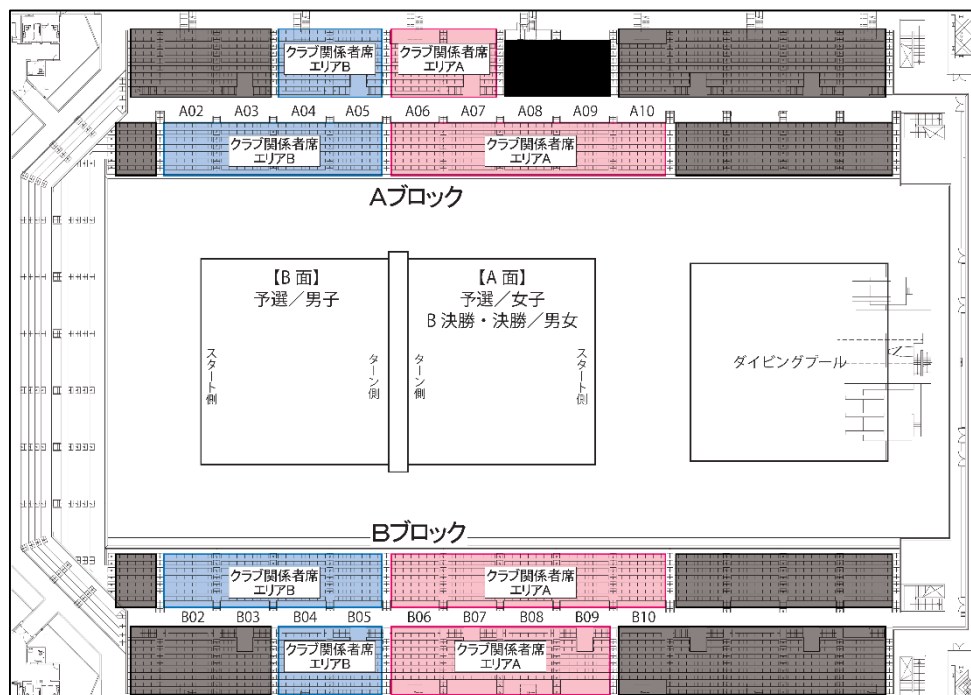 クラブ関係者席
エリアB
クラブ関係者席
エリアA
A02 A03 A04 A05 A06 A07 A08 A09 A10
クラブ関係者席
エリアB
クラブ関係者席
エリアA
Aブロック
【B 面】
予選／男子
【A 面】
予選／女子
B 決勝・決勝／男女
スタート側
ターン側
ターン側
スタート側
ダイビングプール
Bブロック
クラブ関係者席
エリアB
クラブ関係者席
エリアA
B02 B03 B04 B05 B06 B07 B08 B09 B10
クラブ関係者席
エリアB
クラブ関係者席
エリアA